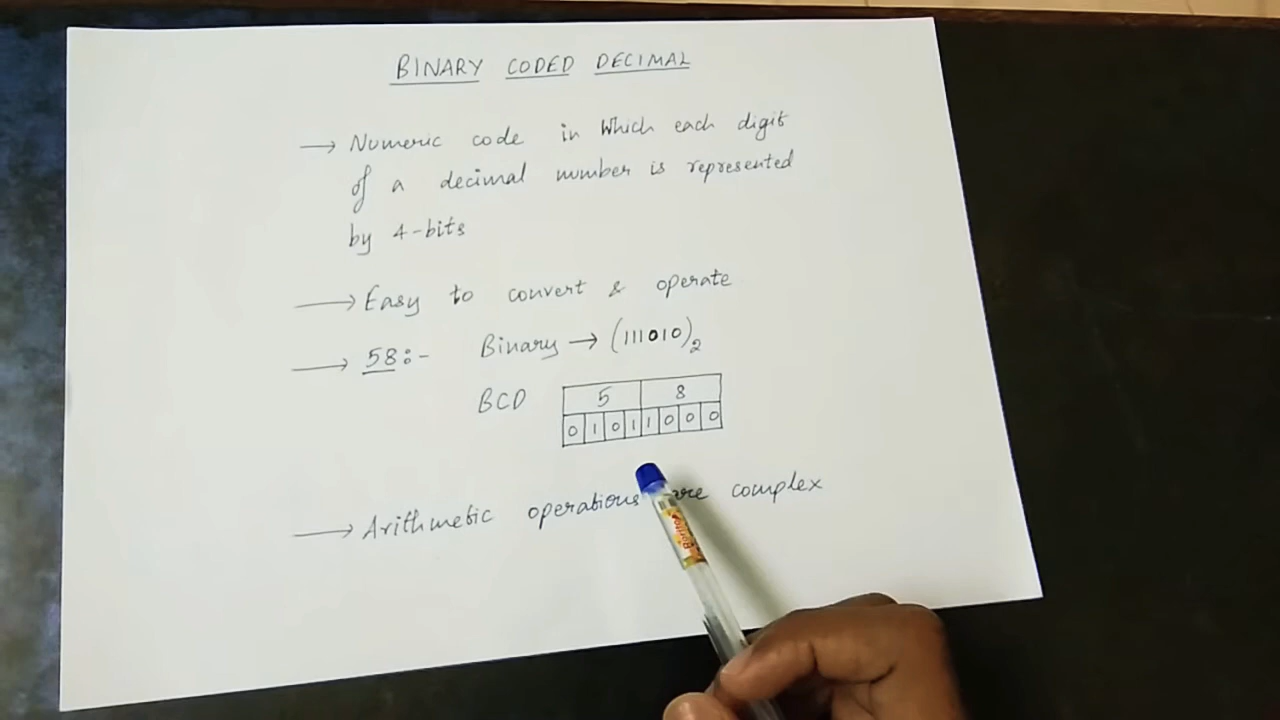 BINARY CODED DECIMAL
→ Numeric code in which each digit
of a decimal number is represented
by 4-bits
→ Easy to convert & operate
→ 58:- Binary → (111010)₂
BCD 5 8
0 1 0 1 1 0 0 0
→ Arithmetic operations are complex